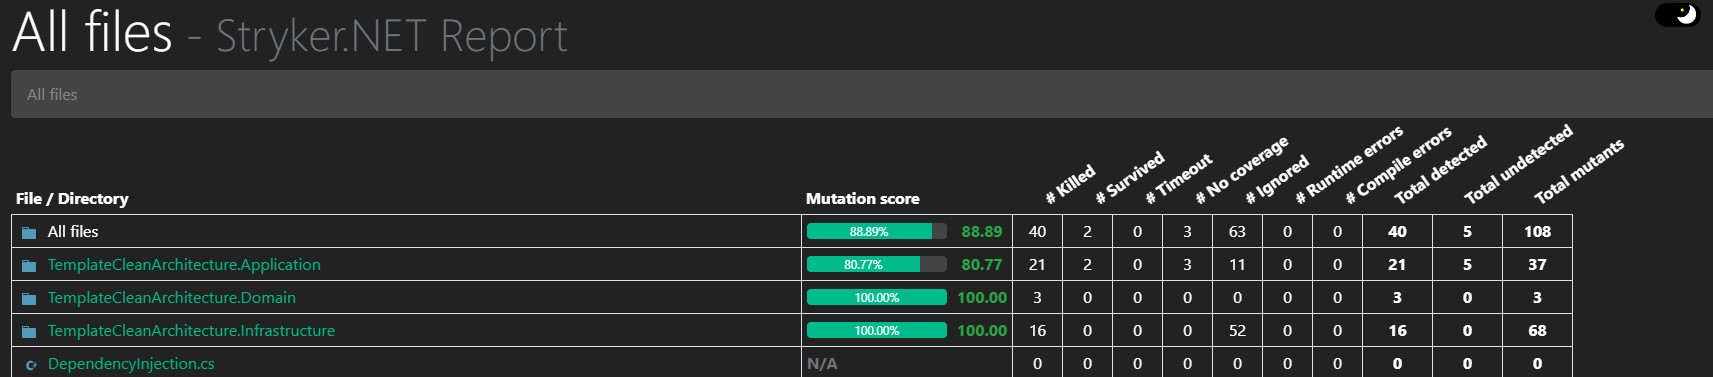 All files - Stryker.NET Report
All files
File / Directory Mutation score # Killed # Survived # Timeout # No coverage # Ignored # Runtime errors # Compile errors Total detected Total undetected Total mutants
All files 88.89% 88.89 40 2 0 3 63 0 0 40 5 108
TemplateCleanArchitecture.Application 80.77% 80.77 21 2 0 3 11 0 0 21 5 37
TemplateCleanArchitecture.Domain 100.00% 100.00 3 0 0 0 0 0 0 3 0 3
TemplateCleanArchitecture.Infrastructure 100.00% 100.00 16 0 0 0 52 0 0 16 0 68
DependencyInjection.cs N/A 0 0 0 0 0 0 0 0 0 0